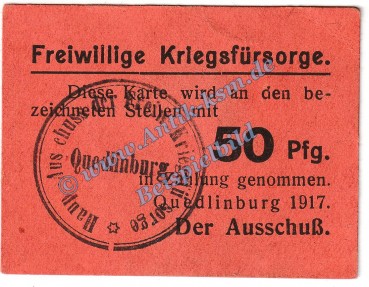 Freiwillige Kriegsfürsorge.
Diese Karte wird an den be-
zeichneten Stellen mit
50 Pfg.
in Zahlung genommen.
Quedlinburg 1917.
Der Ausschuß.
Quedlinburg
© www.Antik-ksm.de
Beispielbild